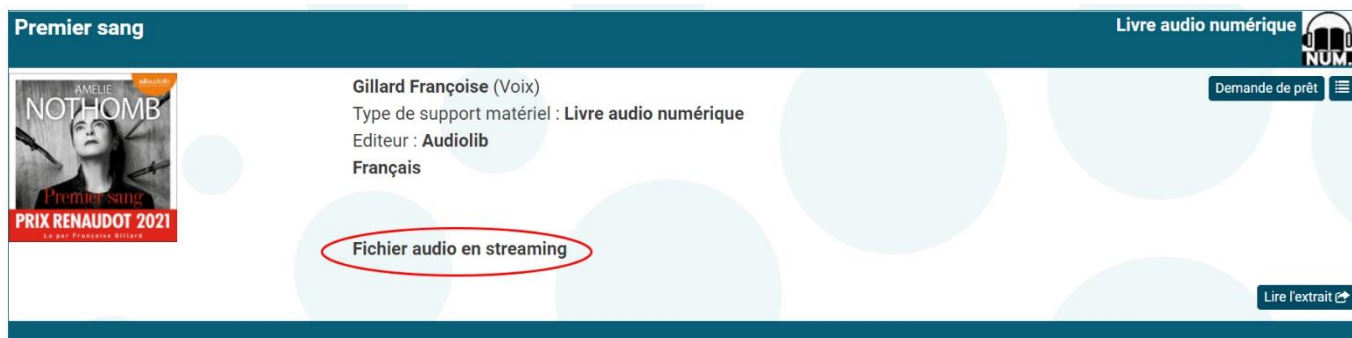 Premier sang
Livre audio numérique
NUM.
audiolib
AMÉLIE
NOTHOMB
Premier sang
PRIX RENAUDOT 2021
Lu par Françoise Gillard
Gillard Françoise (Voix)
Type de support matériel : Livre audio numérique
Editeur : Audiolib
Français
Fichier audio en streaming
Demande de prêt
Lire l'extrait